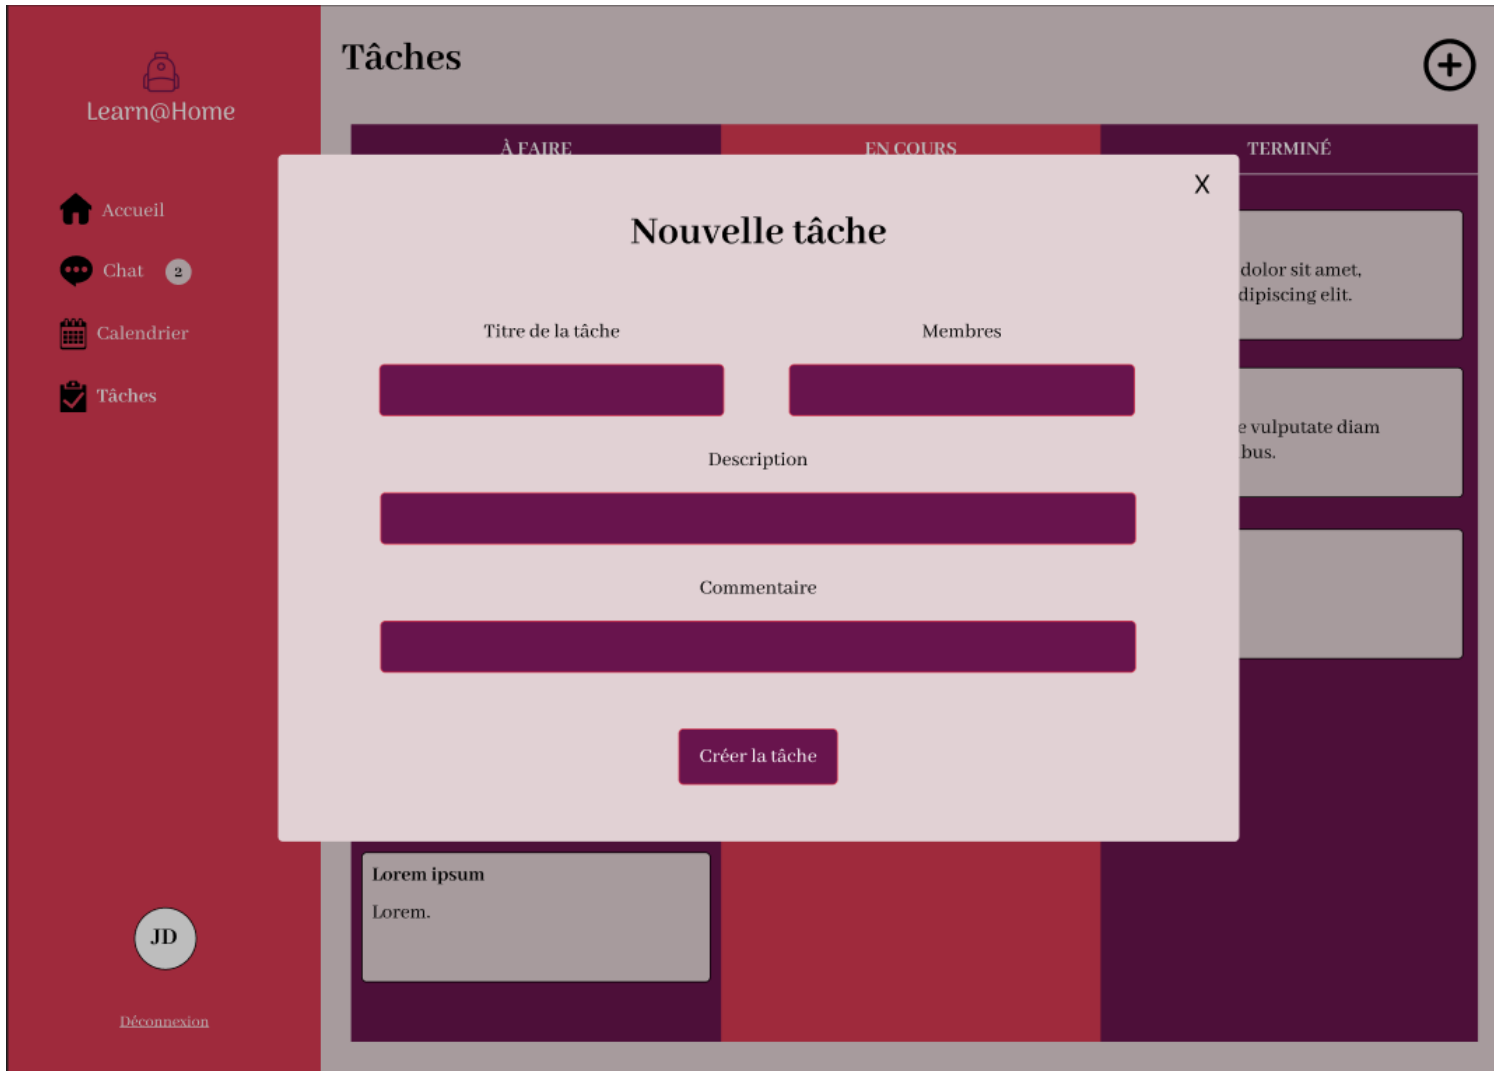 Learn@Home
Accueil
Chat 2
Calendrier
Tâches
JD
Déconnexion
Tâches
À FAIRE
EN COURS
TERMINÉ
X
Nouvelle tâche
Titre de la tâche
Membres
Description
Commentaire
Créer la tâche
dolor sit amet,
dipiscing elit.
vulputate diam
bus.
Lorem ipsum
Lorem.